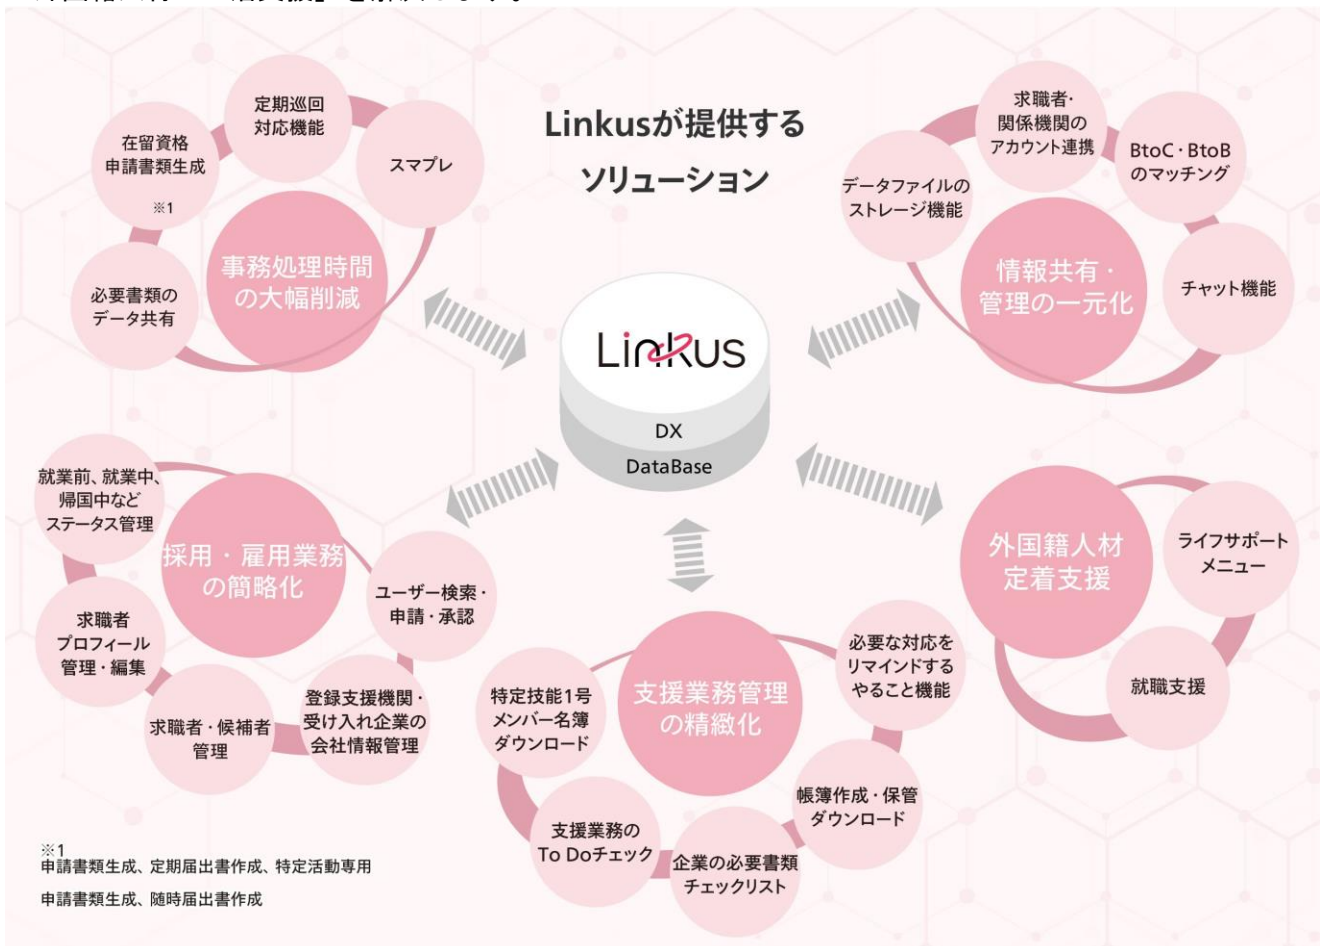 Linkusが提供する
ソリューション
定期巡回
対応機能
在留資格
申請書類生成
※1
スマプレ
必要書類の
データ共有
事務処理時間
の大幅削減
求職者・
関係機関の
アカウント連携
BtoC・BtoB
のマッチング
データファイルの
ストレージ機能
チャット機能
情報共有・
管理の一元化
Linkus
DX
DataBase
就業前、就業中、
帰国中など
ステータス管理
採用・雇用業務
の簡略化
ユーザー検索・
申請・承認
求職者
プロフィール
管理・編集
求職者・候補者
管理
登録支援機関・
受け入れ企業の
会社情報管理
支援業務管理
の精緻化
必要な対応を
リマインドする
やること機能
特定技能1号
メンバー名簿
ダウンロード
帳簿作成・保管
ダウンロード
支援業務の
To Doチェック
企業の必要書類
チェックリスト
外国籍人材
定着支援
ライフサポート
メニュー
就職支援
※1
申請書類生成、定期届出書作成、特定活動専用
申請書類生成、随時届出書作成